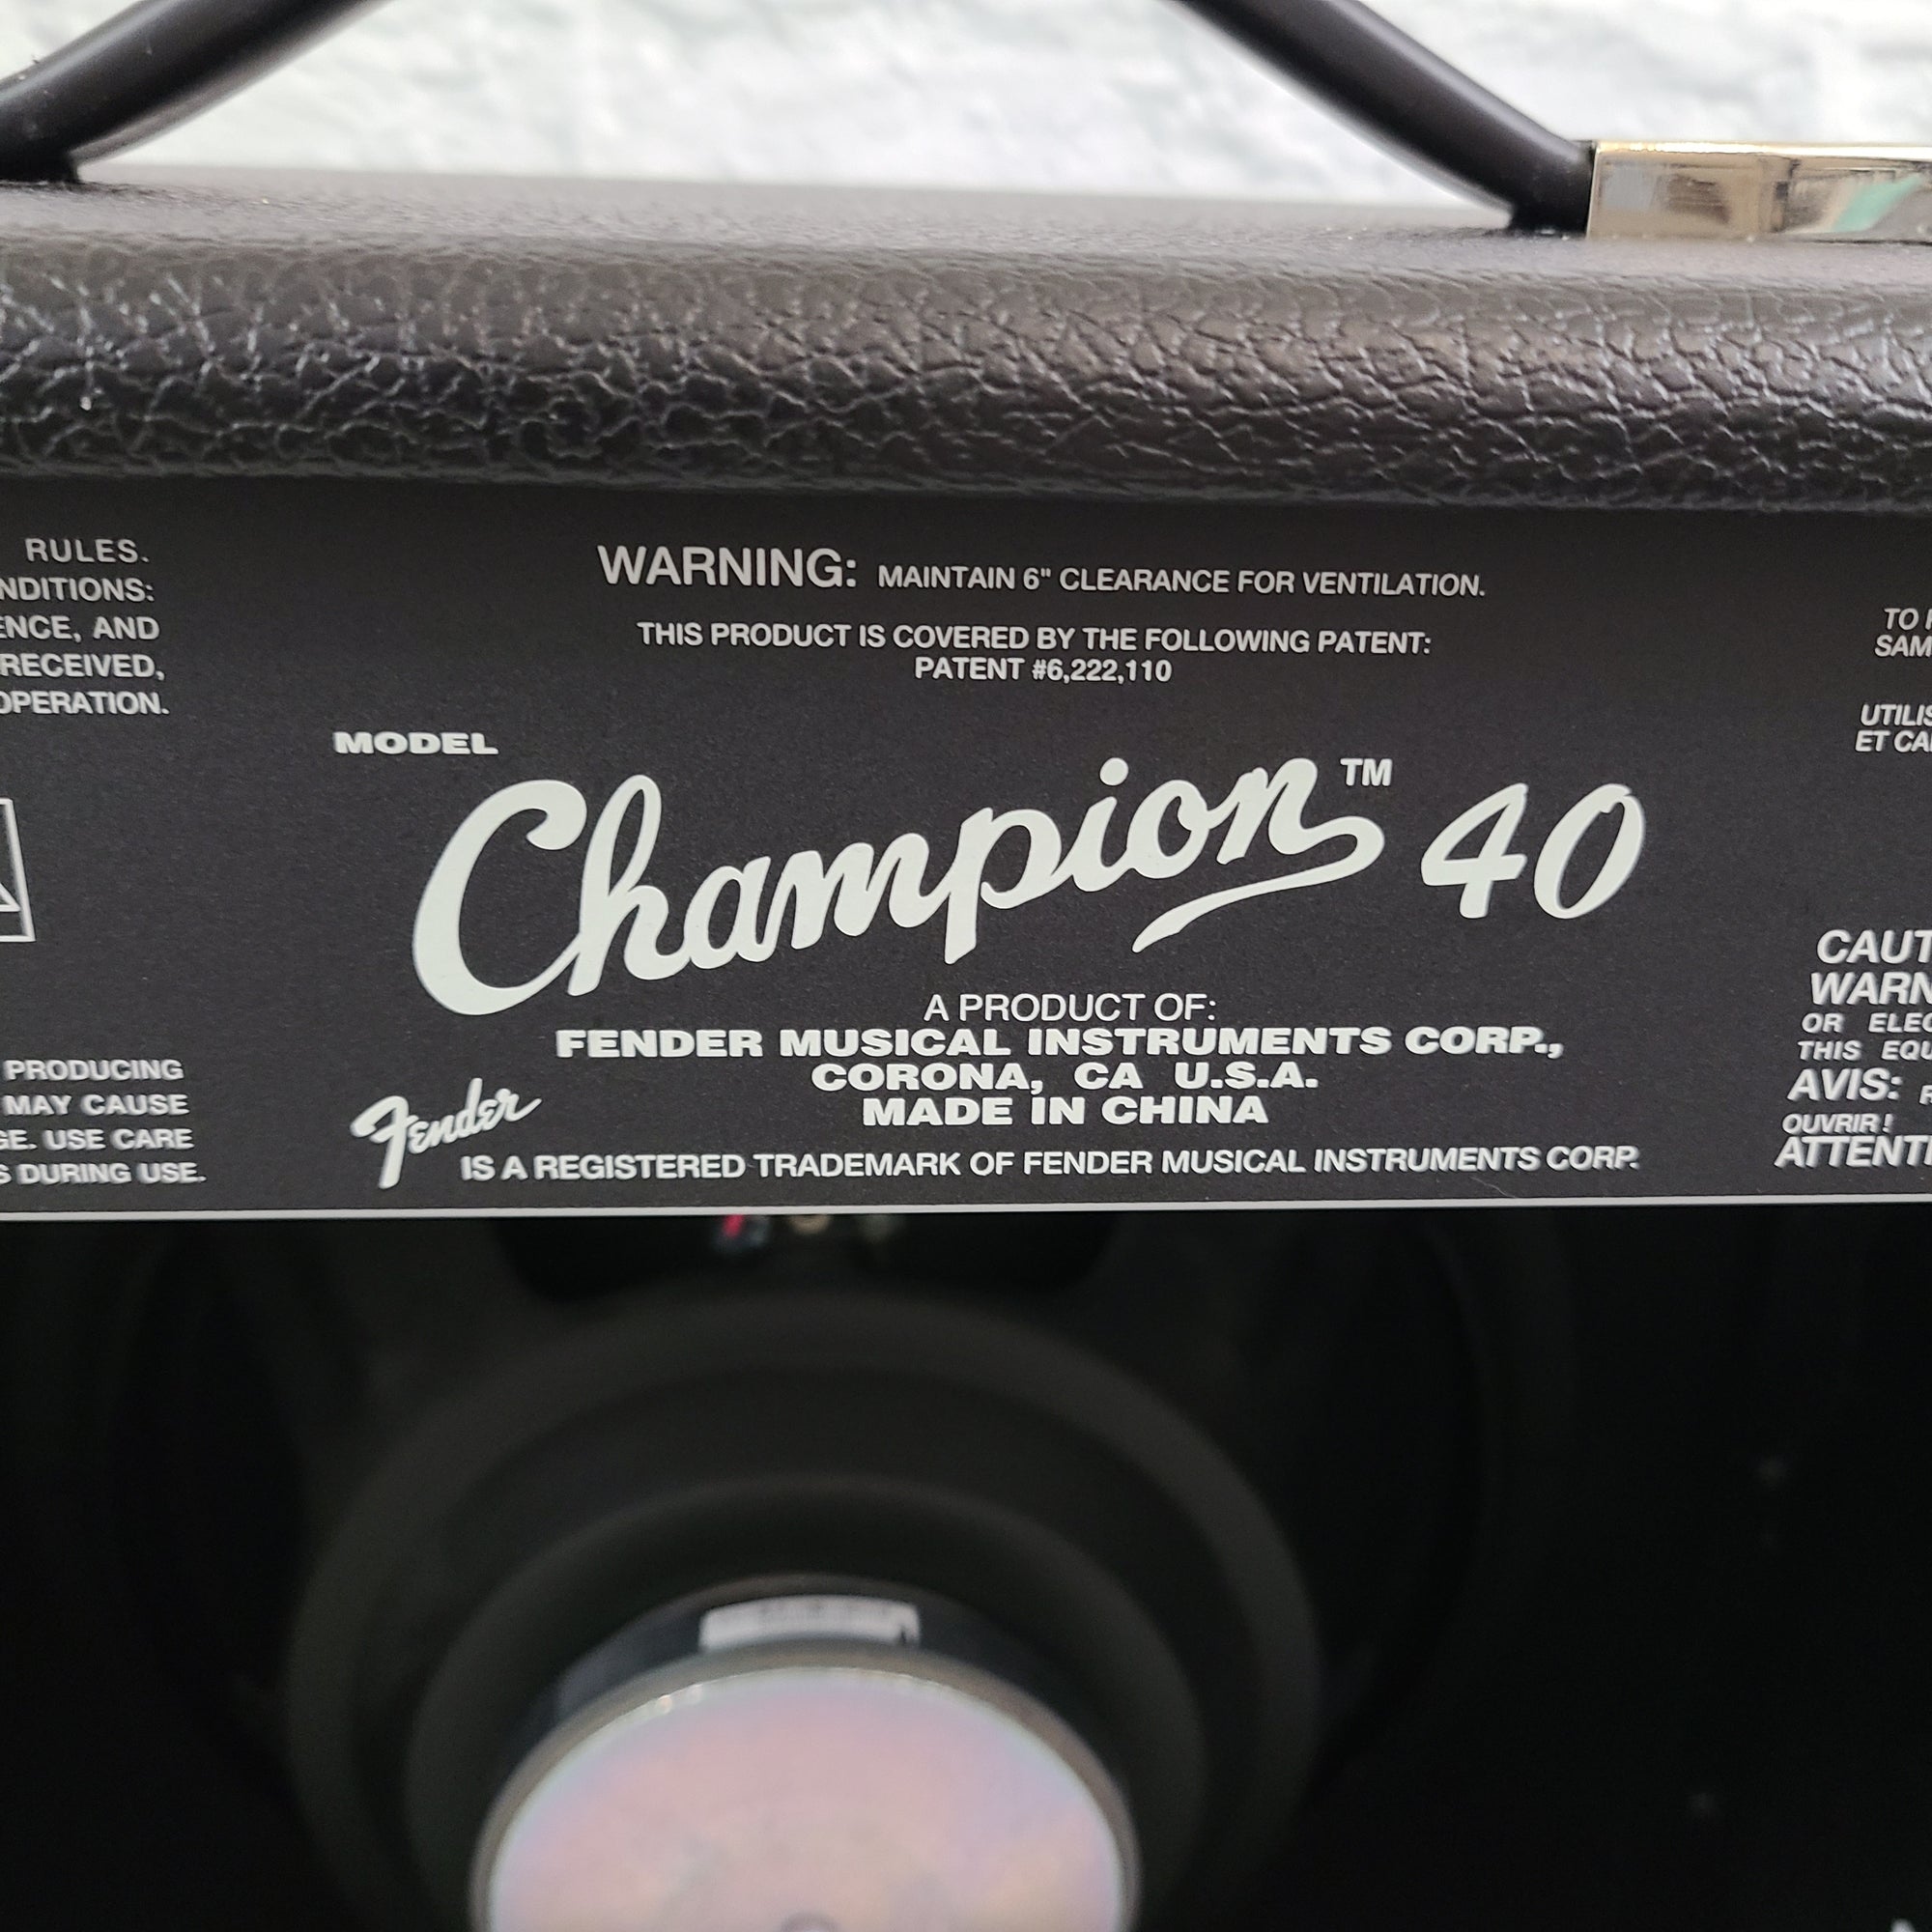 RULES.
NDITIONS:
ENCE, AND
RECEIVED,
OPERATION.
PRODUCING
MAY CAUSE
GE. USE CARE
S DURING USE.
WARNING: MAINTAIN 6" CLEARANCE FOR VENTILATION.
THIS PRODUCT IS COVERED BY THE FOLLOWING PATENT:
PATENT #6,222,110
MODEL
Champion™ 40
A PRODUCT OF:
FENDER MUSICAL INSTRUMENTS CORP.,
CORONA, CA U.S.A.
MADE IN CHINA
Fender IS A REGISTERED TRADEMARK OF FENDER MUSICAL INSTRUMENTS CORP.
TO
SAM
UTILIS
ET CA
CAUT
WARN
OR ELEC
THIS EQU
AVIS:
OUVRIR!
ATTENTI